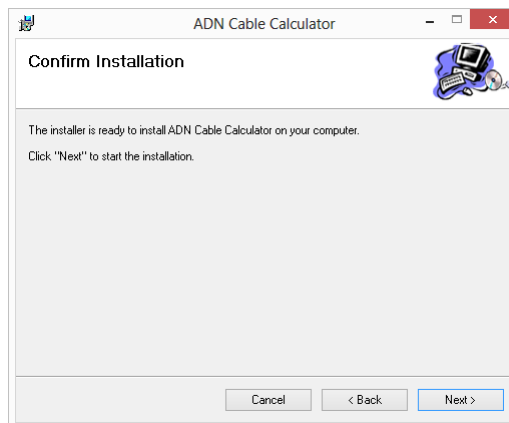 ADN Cable Calculator
Confirm Installation
The installer is ready to install ADN Cable Calculator on your computer.
Click "Next" to start the installation.
Cancel
< Back
Next >